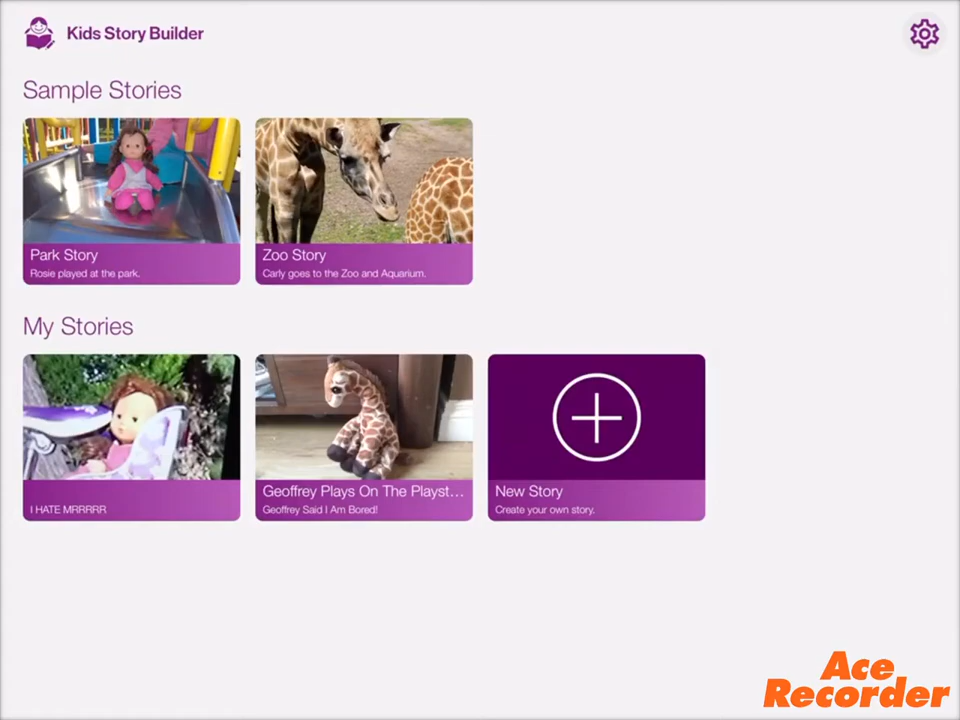 Kids Story Builder
Sample Stories
Park Story
Rosie played at the park.
Zoo Story
Carly goes to the Zoo and Aquarium.
My Stories
I HATE MRRRRR
Geoffrey Plays On The Playst...
Geoffrey Said I Am Bored!
New Story
Create your own story.
Ace
Recorder